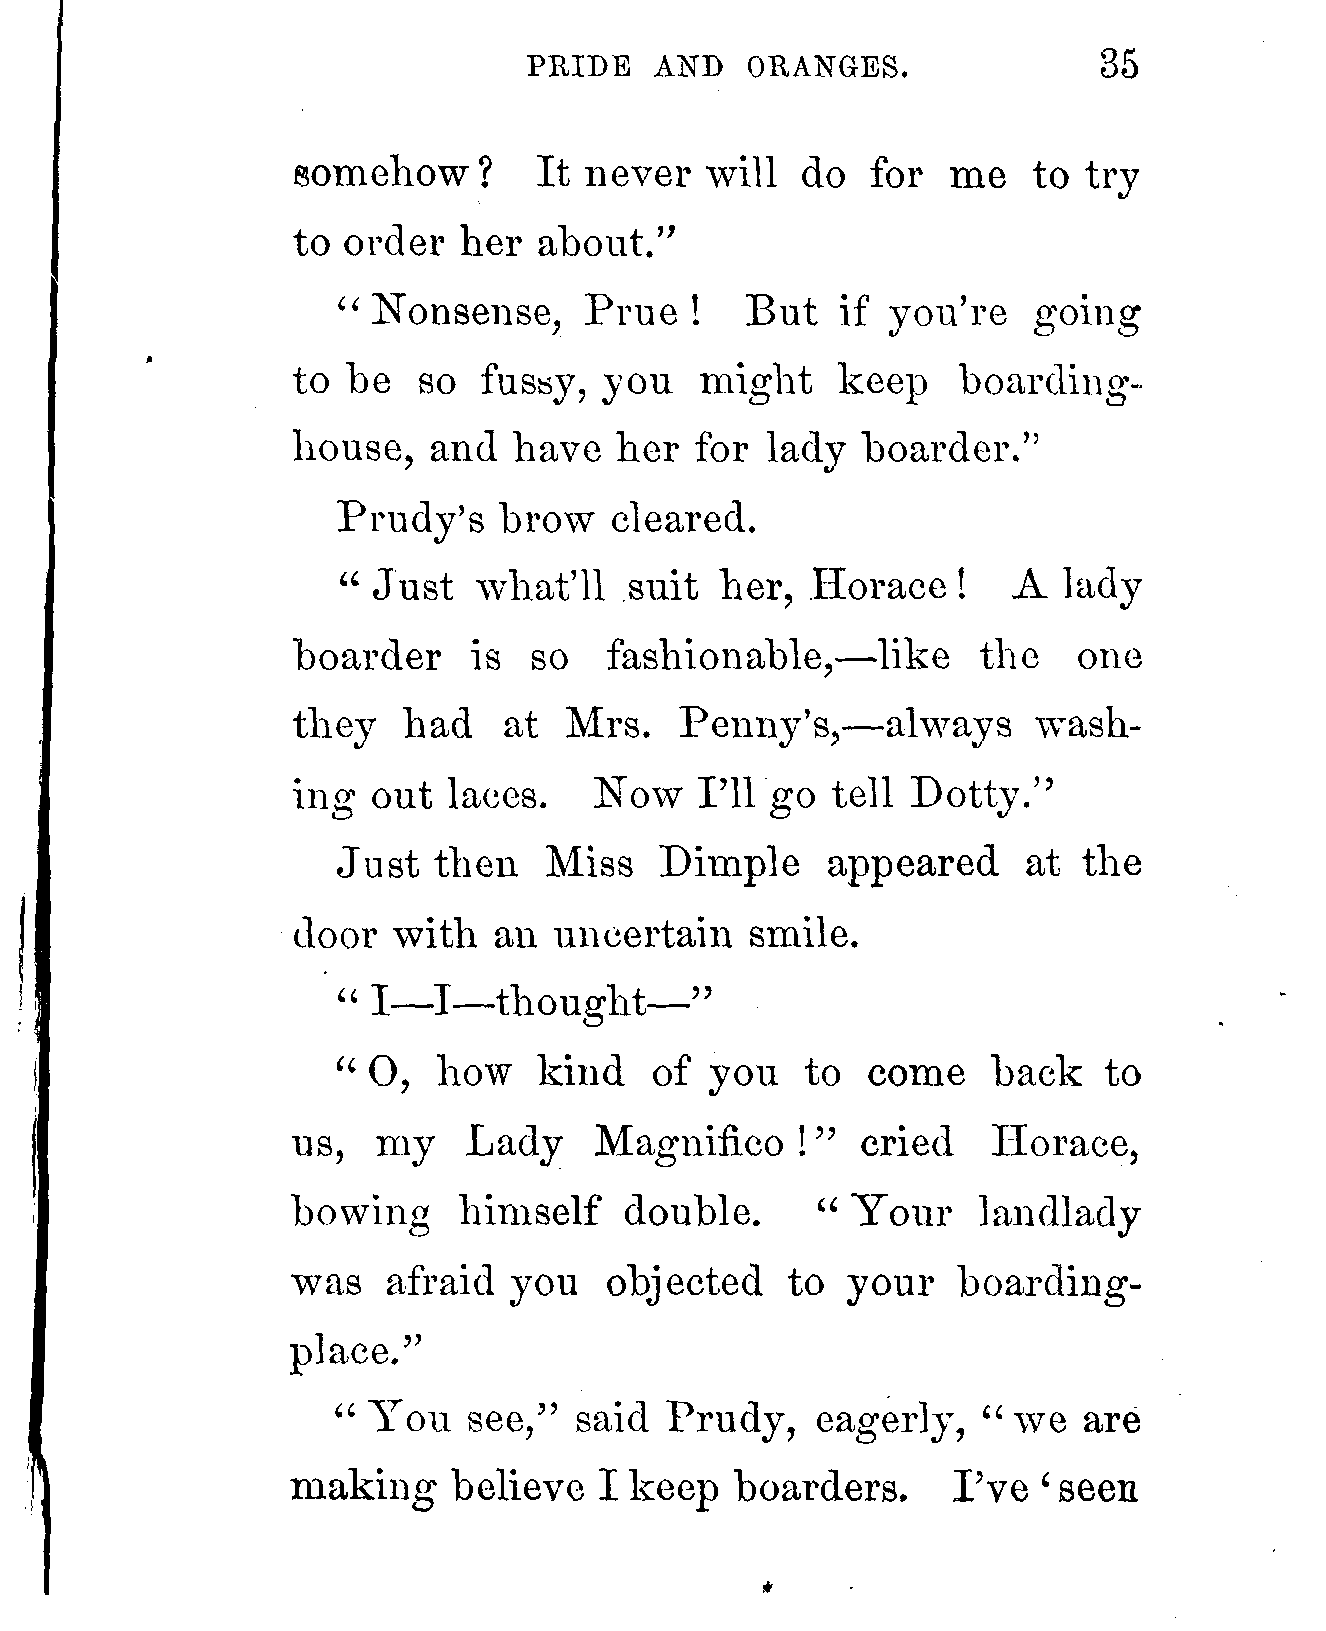 PRIDE AND ORANGES. 35
somehow? It never will do for me to try
to order her about."
"Nonsense, Prue! But if you're going
to be so fussy, you might keep boarding-
house, and have her for lady boarder."
Prudy's brow cleared.
"Just what'll suit her, Horace! A lady
boarder is so fashionable,—like the one
they had at Mrs. Penny's,—always wash-
ing out laces. Now I'll go tell Dotty."
Just then Miss Dimple appeared at the
door with an uncertain smile.
"I—I—thought—"
"O, how kind of you to come back to
us, my Lady Magnifico!" cried Horace,
bowing himself double. "Your landlady
was afraid you objected to your boarding-
place."
"You see," said Prudy, eagerly, "we are
making believe I keep boarders. I've 'seen